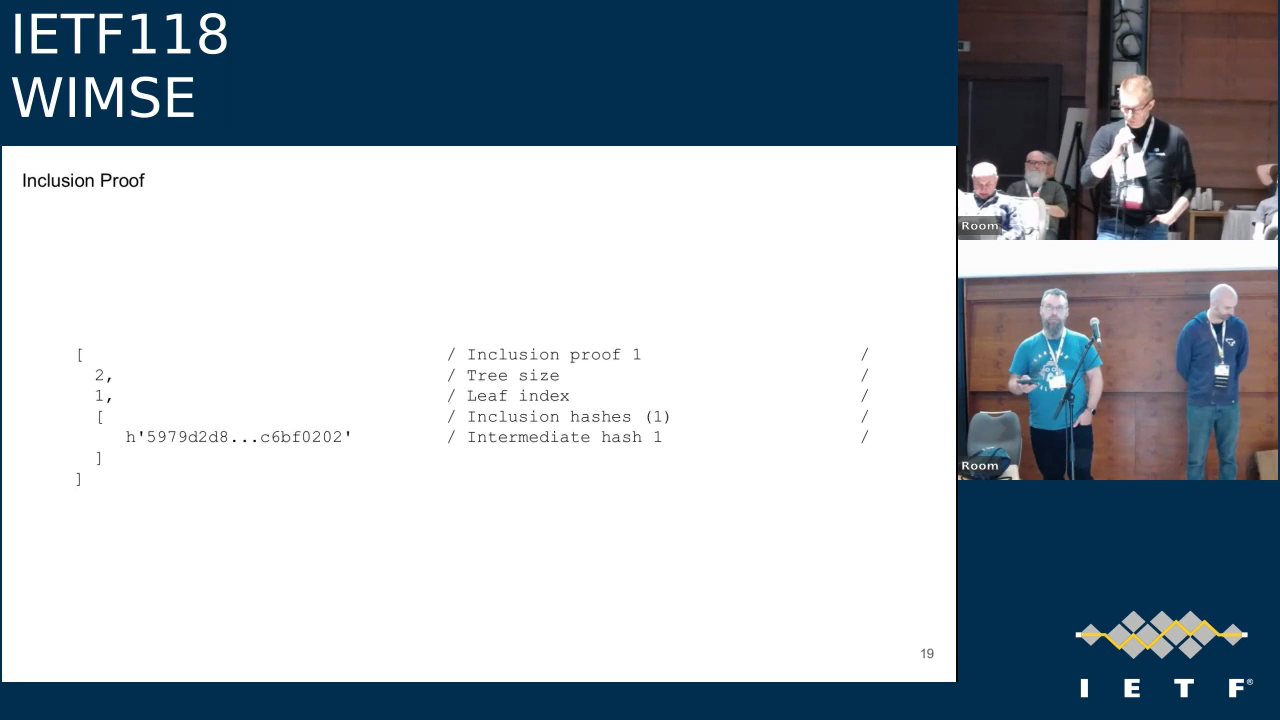 IETF118
WIMSE
Inclusion Proof
[ / Inclusion proof 1 /
2, / Tree size /
1, / Leaf index /
[ / Inclusion hashes (1) /
h'5979d2d8...c6bf0202' / Intermediate hash 1 /
]
]
19
Room
Room
I E T F®